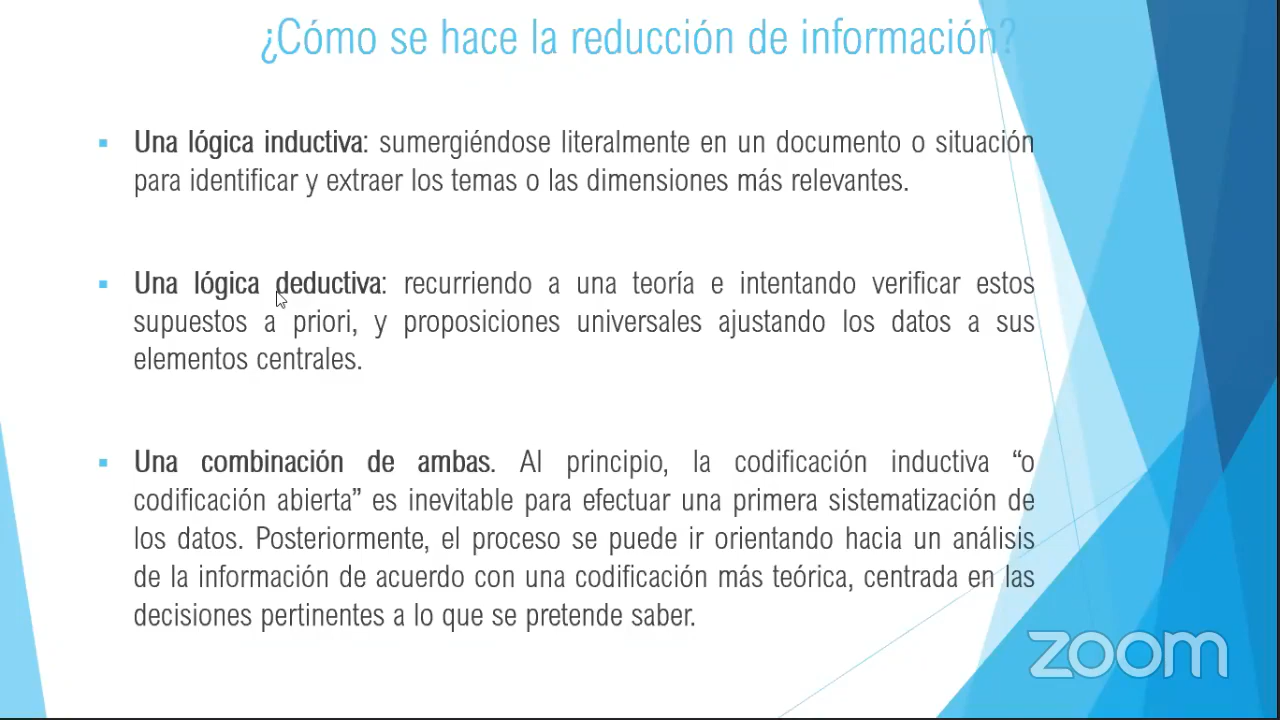 ¿Cómo se hace la reducción de información?
Una lógica inductiva: sumergiéndose literalmente en un documento o situación
para identificar y extraer los temas o las dimensiones más relevantes.
Una lógica deductiva: recurriendo a una teoría e intentando verificar estos
supuestos a priori, y proposiciones universales ajustando los datos a sus
elementos centrales.
Una combinación de ambas. Al principio, la codificación inductiva “o
codificación abierta” es inevitable para efectuar una primera sistematización de
los datos. Posteriormente, el proceso se puede ir orientando hacia un análisis
de la información de acuerdo con una codificación más teórica, centrada en las
decisiones pertinentes a lo que se pretende saber.
zoom